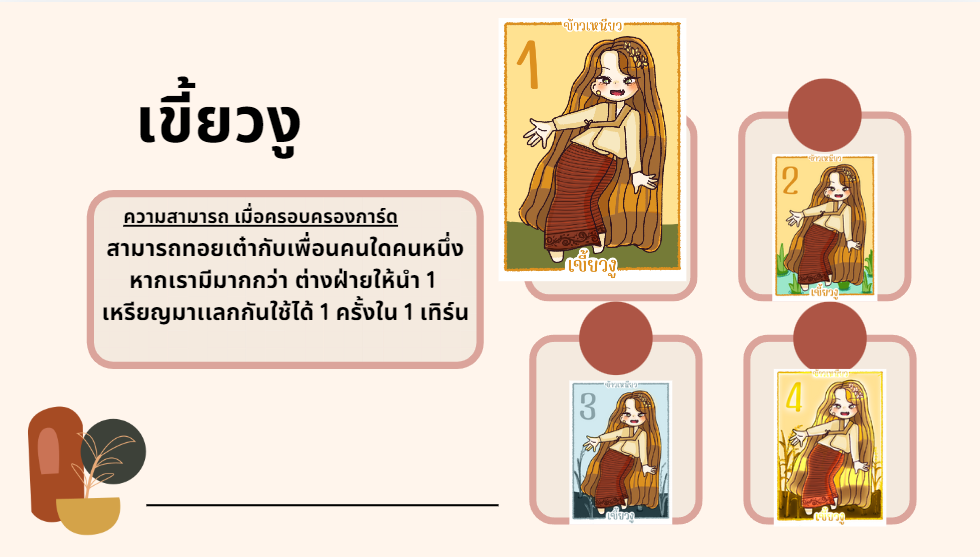 เขี้ยวงู
ความสามารถ เมื่อครอบครองการ์ด
สามารถทอยเต๋ากับเพื่อนคนใดคนหนึ่ง
หากเรามีมากกว่า ต่างฝ่ายให้นำ 1
เหรียญมาแลกกันใช้ได้ 1 ครั้งใน 1 เทิร์น
ข้าวเหนียว
1
เขี้ยวงู
ข้าวเหนียว
2
เขี้ยวงู
ข้าวเหนียว
3
เขี้ยวงู
ข้าวเหนียว
4
เขี้ยวงู